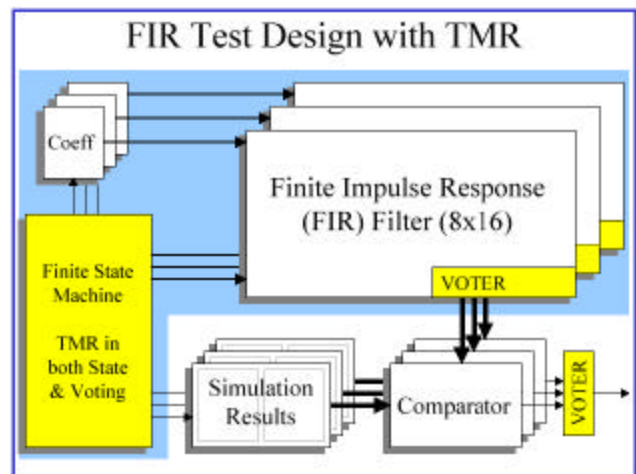 FIR Test Design with TMR
Coeff
Finite Impulse Response
(FIR) Filter (8x16)
VOTER
Finite State
Machine
TMR in
both State
& Voting
Simulation
Results
Comparator
VOTER